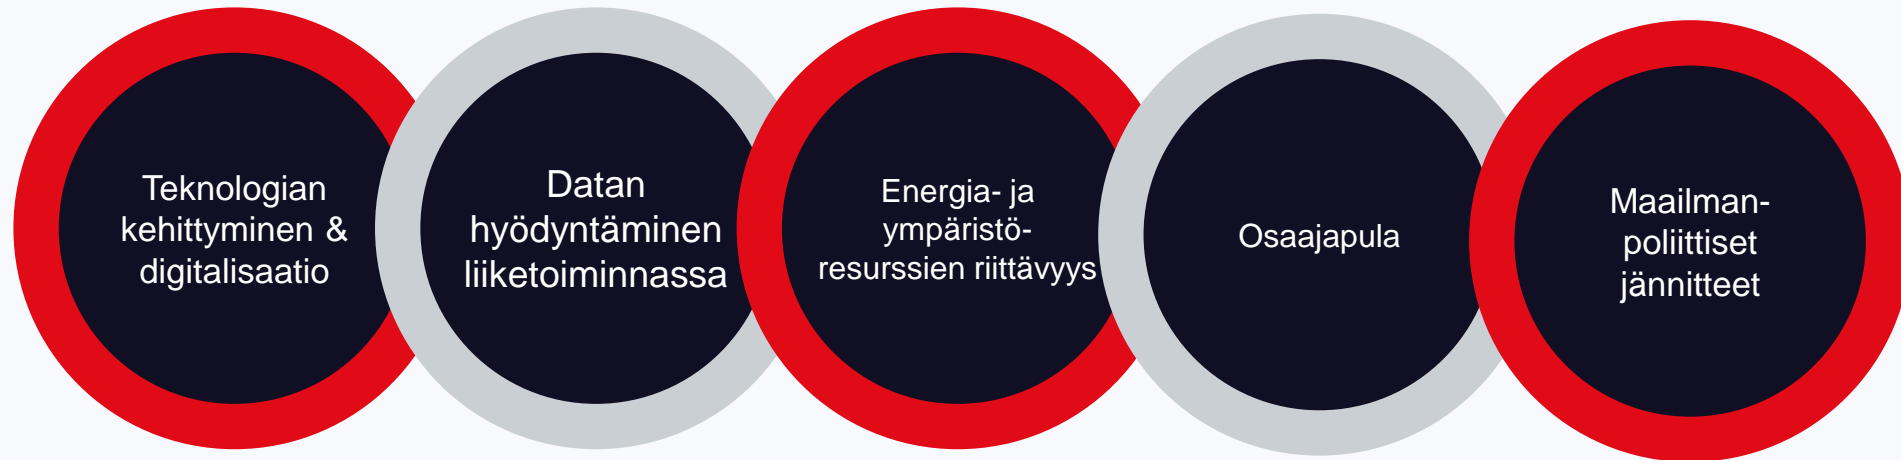 Teknologian
kehittyminen &
digitalisaatio
Datan
hyödyntäminen
liiketoiminnassa
Energia- ja
ympäristö-
resurssien riittävyys
Osaajapula
Maailman-
poliittiset
jännitteet